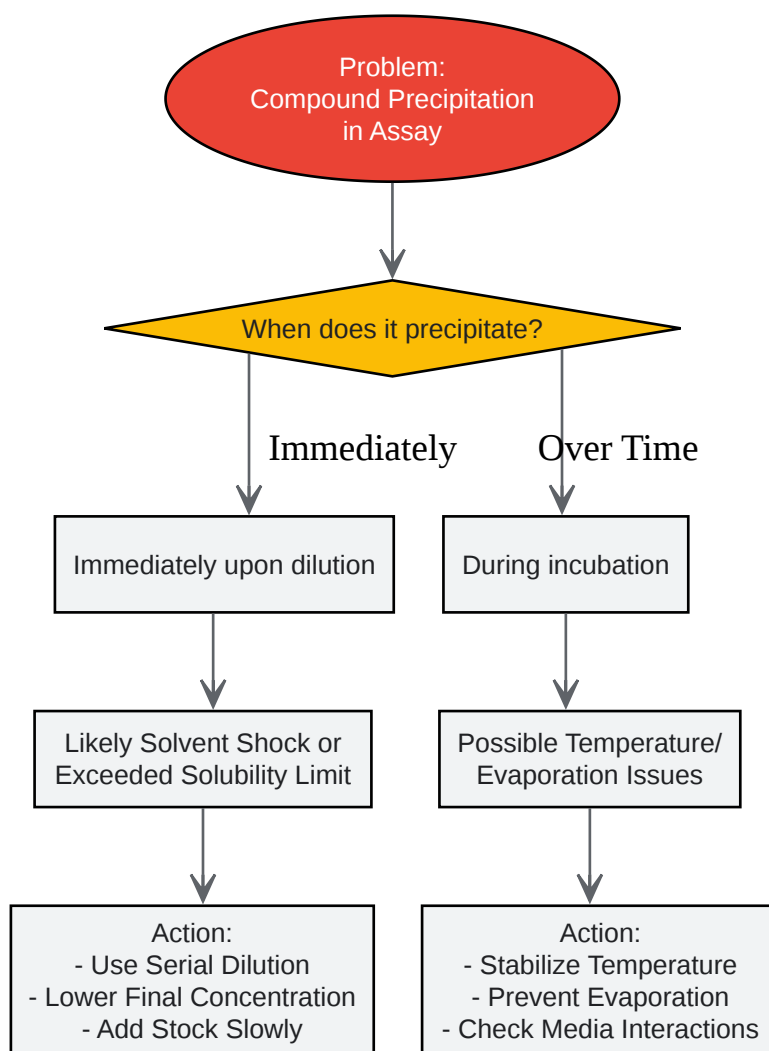 Problem:
Compound Precipitation
in Assay
When does it precipitate?
Immediately
Over Time
Immediately upon dilution
During incubation
Likely Solvent Shock or
Exceeded Solubility Limit
Possible Temperature/
Evaporation Issues
Action:
- Use Serial Dilution
- Lower Final Concentration
- Add Stock Slowly
Action:
- Stabilize Temperature
- Prevent Evaporation
- Check Media Interactions